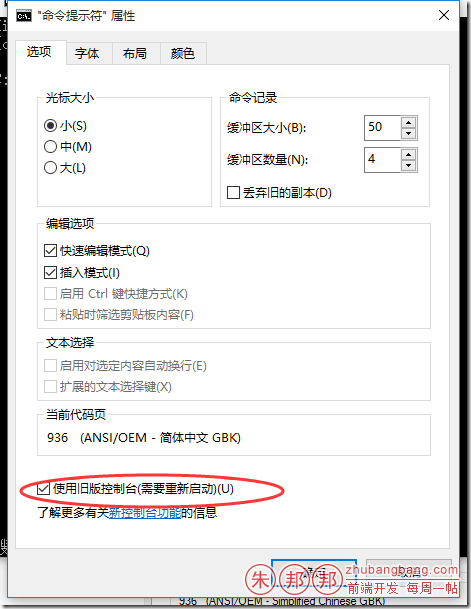 "命令提示符" 属性
选项 字体 布局 颜色
光标大小
小(S)
中(M)
大(L)
命令记录
缓冲区大小(B): 50
缓冲区数量(N): 4
丢弃旧的副本(D)
编辑选项
快速编辑模式(Q)
插入模式(I)
启用 Ctrl 键快捷方式(K)
粘贴时筛选剪贴板内容(F)
文本选择
启用对选定内容自动换行(E)
扩展的文本选择键(X)
当前代码页
936 (ANSI/OEM - 简体中文 GBK)
使用旧版控制台(需要重新启动)(U)
了解更多有关新控制台功能的信息
朱邦邦 zhubangbang.com
前端开发·每周一帖
936 (ANSI/OEM - Simplified Chinese GBK)